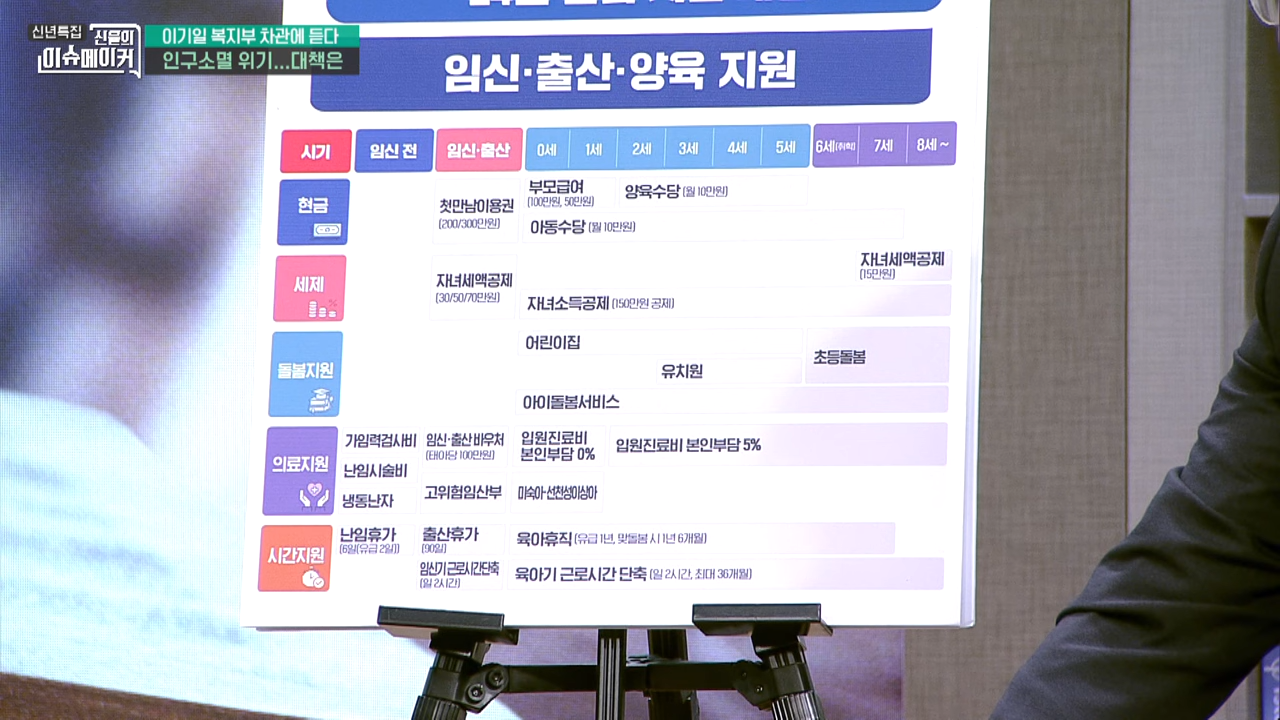 신년특집
신율의
이슈메이커
이기일 복지부 차관에 듣다
인구소멸 위기...대책은
임신·출산·양육 지원
시기 임신 전 임신·출산 0세 1세 2세 3세 4세 5세 6세(취학) 7세 8세~
현금
첫만남이용권
(200/300만원)
부모급여
(100만원, 50만원)
양육수당 (월 10만원)
아동수당 (월 10만원)
세제
자녀세액공제
(30/50/70만원)
자녀세액공제
(15만원)
자녀소득공제 (150만원 공제)
돌봄지원
어린이집
유치원
초등돌봄
아이돌봄서비스
의료지원
가임력검사비
난임시술비
냉동난자
임신·출산 바우처
(태아당 100만원)
고위험임산부
입원진료비
본인부담 0%
미숙아·선천성이상아
입원진료비 본인부담 5%
시간지원
난임휴가
(6일(유급 2일))
출산휴가
(90일)
임신기 근로시간단축
(일 2시간)
육아휴직 (유급 1년, 맞돌봄 시 1년 6개월)
육아기 근로시간 단축 (일 2시간, 최대 36개월)